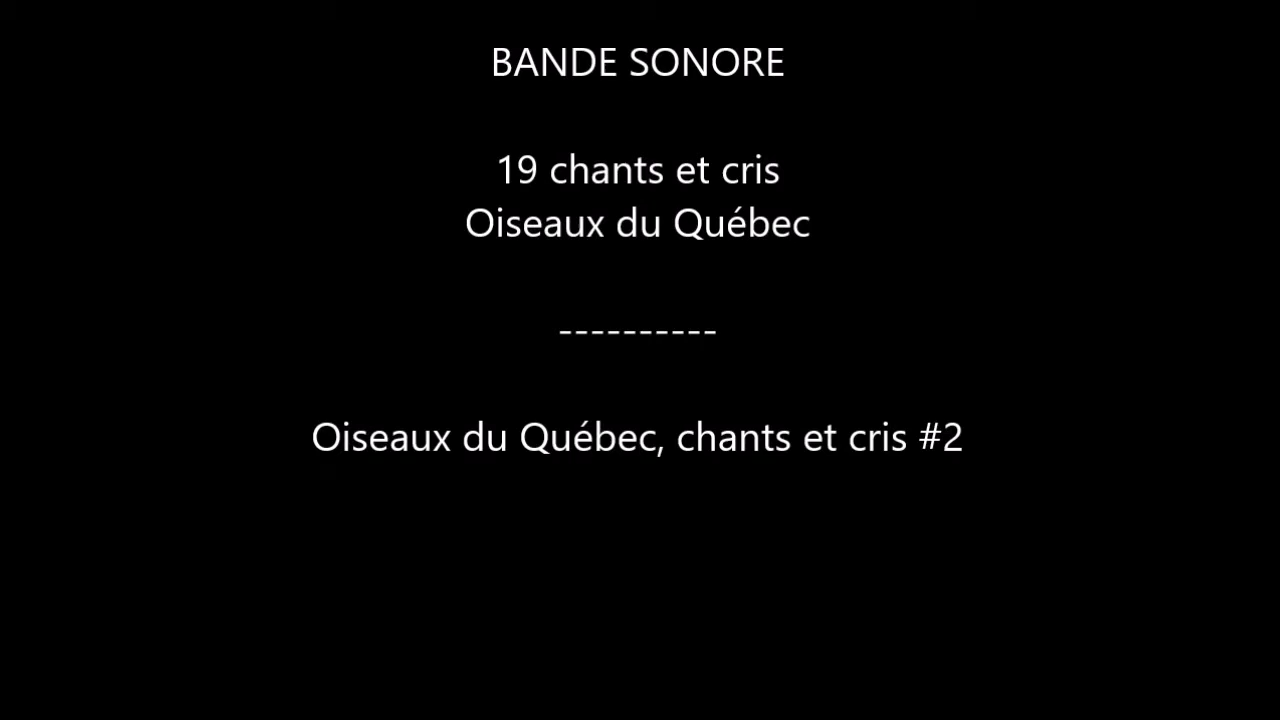 BANDE SONORE
19 chants et cris
Oiseaux du Québec
----------
Oiseaux du Québec, chants et cris #2